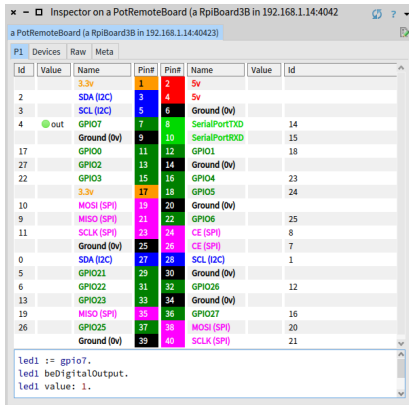 Inspector on a PotRemoteBoard (a RpiBoard3B in 192.168.1.14:4042 ?
a PotRemoteBoard (a RpiBoard3B in 192.168.1.14:40423)
P1 Devices Raw Meta
Id Value Name Pin# Pin# Name Value Id
3.3v 1 2 5v
2 SDA (I2C) 3 4 5v
3 SCL (I2C) 5 6 Ground (0v)
4 out GPIO7 7 8 SerialPortTXD 14
Ground (0v) 9 10 SerialPortRXD 15
17 GPIO0 11 12 GPIO1 18
27 GPIO2 13 14 Ground (0v)
22 GPIO3 15 16 GPIO4 23
3.3v 17 18 GPIO5 24
10 MOSI (SPI) 19 20 Ground (0v)
9 MISO (SPI) 21 22 GPIO6 25
11 SCLK (SPI) 23 24 CE (SPI) 8
Ground (0v) 25 26 CE (SPI) 7
0 SDA (I2C) 27 28 SCL (I2C) 1
5 GPIO21 29 30 Ground (0v)
6 GPIO22 31 32 GPIO26 12
13 GPIO23 33 34 Ground (0v)
19 MISO (SPI) 35 36 GPIO27 16
26 GPIO25 37 38 MOSI (SPI) 20
Ground (0v) 39 40 SCLK (SPI) 21
led1 := gpio7.
led1 beDigitalOutput.
led1 value: 1.